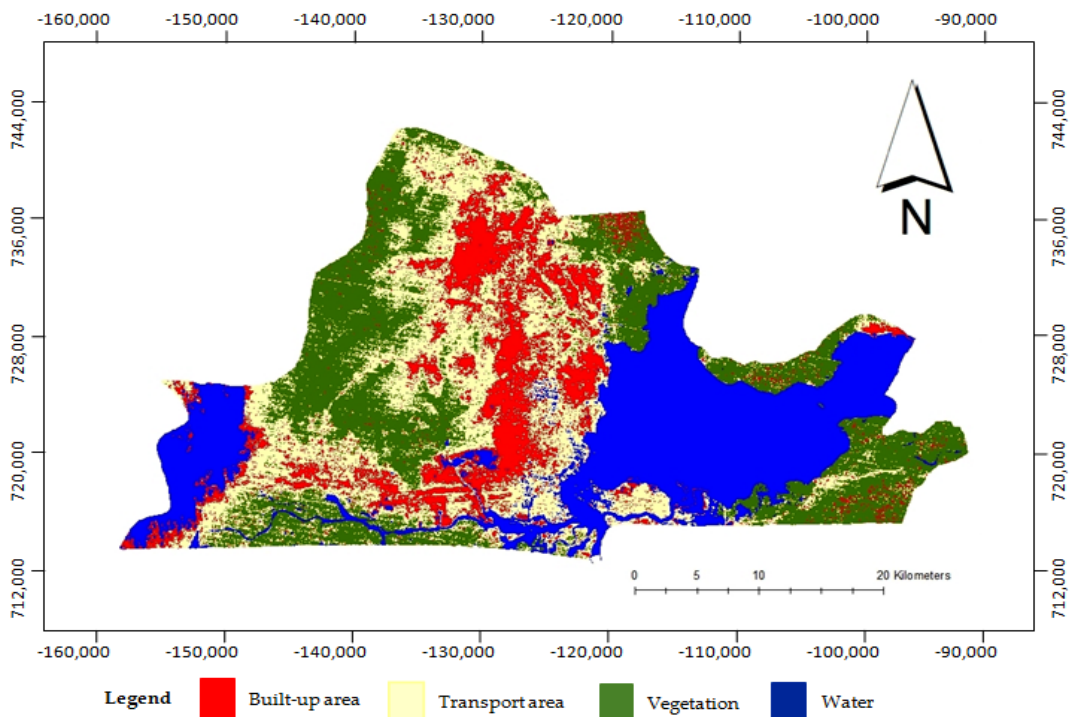 -160,000 -150,000 -140,000 -130,000 -120,000 -110,000 -100,000 -90,000
744,000 744,000
N
736,000 736,000
728,000 728,000
720,000 720,000
0 5 10 20 Kilometers
712,000 712,000
-160,000 -150,000 -140,000 -130,000 -120,000 -110,000 -100,000 -90,000
Legend Built-up area Transport area Vegetation Water